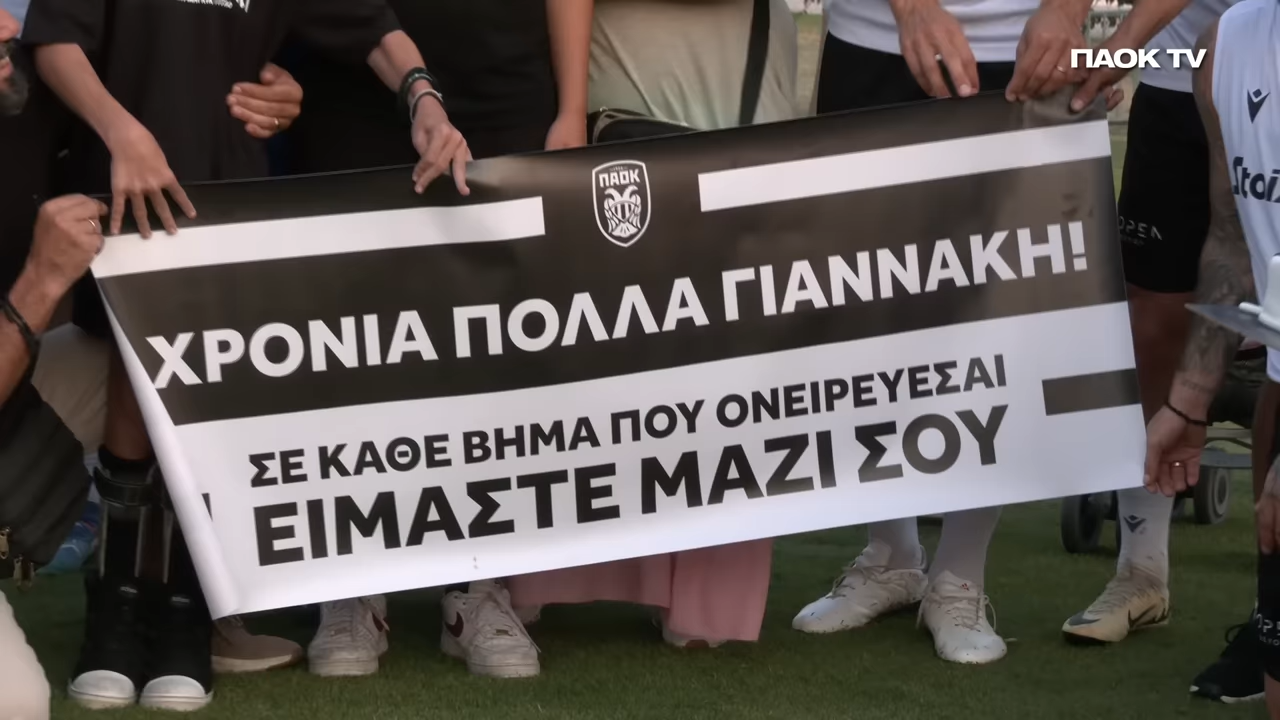 ΠΑΟΚ TV
ΠΑΟΚ
ΧΡΟΝΙΑ ΠΟΛΛΑ ΓΙΑΝΝΑΚΗ!
ΣΕ ΚΑΘΕ ΒΗΜΑ ΠΟΥ ΟΝΕΙΡΕΥΕΣΑΙ
ΕΙΜΑΣΤΕ ΜΑΖΙ ΣΟΥ